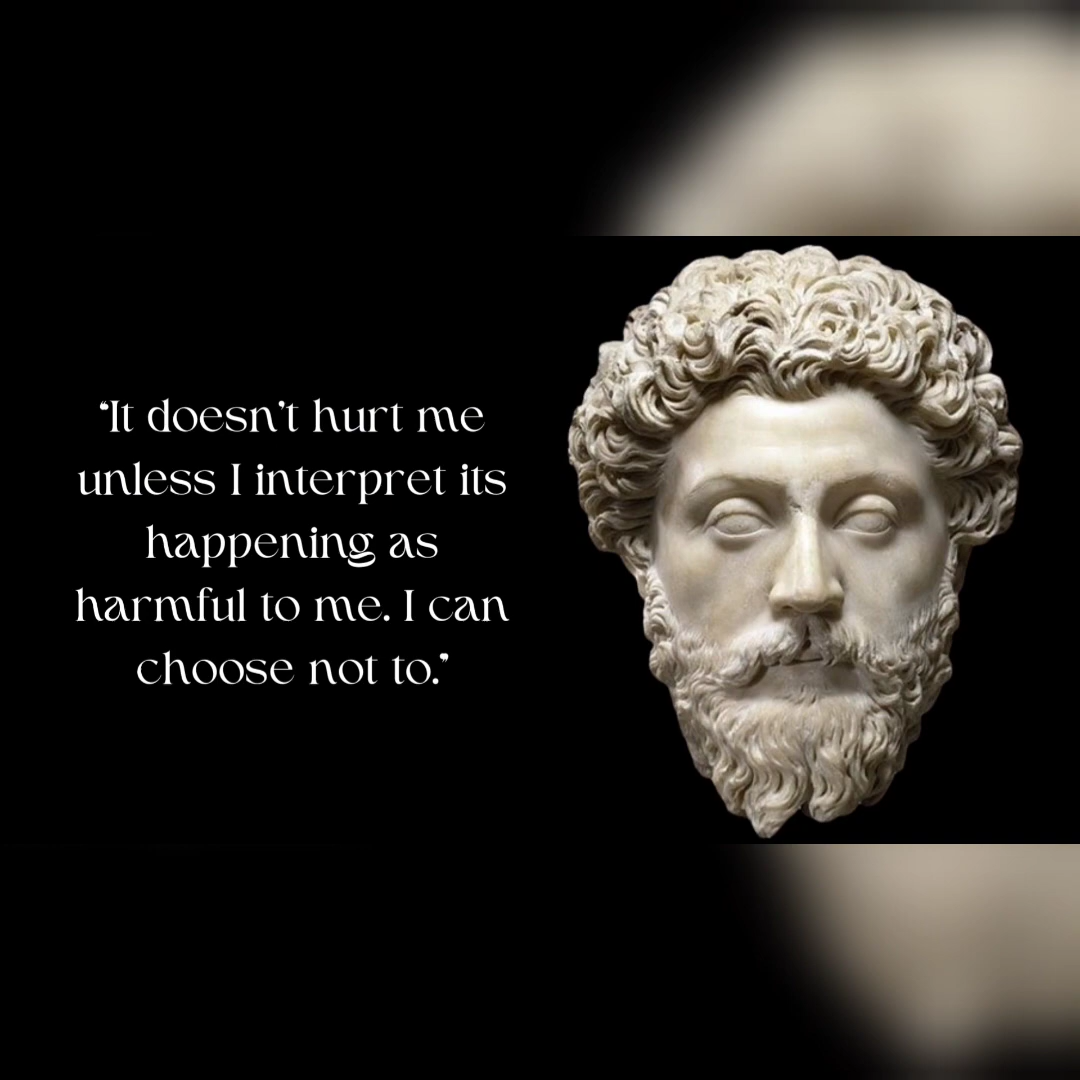 “It doesn’t hurt me
unless I interpret its
happening as
harmful to me. I can
choose not to.”